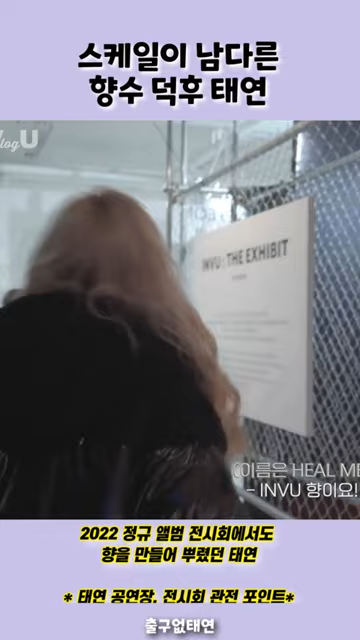 스케일이 남다른
향수 덕후 태연
logU
INVU : THE EXHIBIT
(이름은 HEAL ME
- INVU 향이요!
2022 정규 앨범 전시회에서도
향을 만들어 뿌렸던 태연
* 태연 공연장, 전시회 관전 포인트*
출구없태연